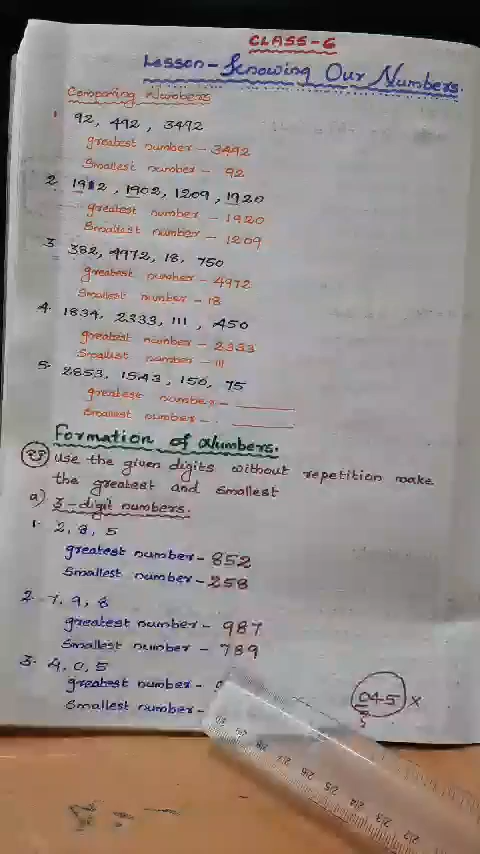 CLASS-6
Lesson - Knowing Our Numbers.
Comparing Numbers
1 92, 492, 3492
greatest number - 3492
Smallest number - 92
2. 1912, 1902, 1209, 1920
greatest number - 1920
Smallest number - 1209
3 382, 4972, 18, 750
greatest number - 4972
Smallest number - 18
4. 1834, 2333, 111, 450
greatest number - 2333
Smallest number - 111
5. 2853, 1543, 150, 75
greatest number -
Smallest number -
Formation of Numbers.
use the given digits without repetition make
the greatest and smallest
a) 3-digit numbers.
1. 2, 8, 5
greatest number - 852
Smallest number - 258
2. 7, 9, 8
greatest number - 987
Smallest number - 789
3. 4, 0, 5
greatest number -
Smallest number -
045 x